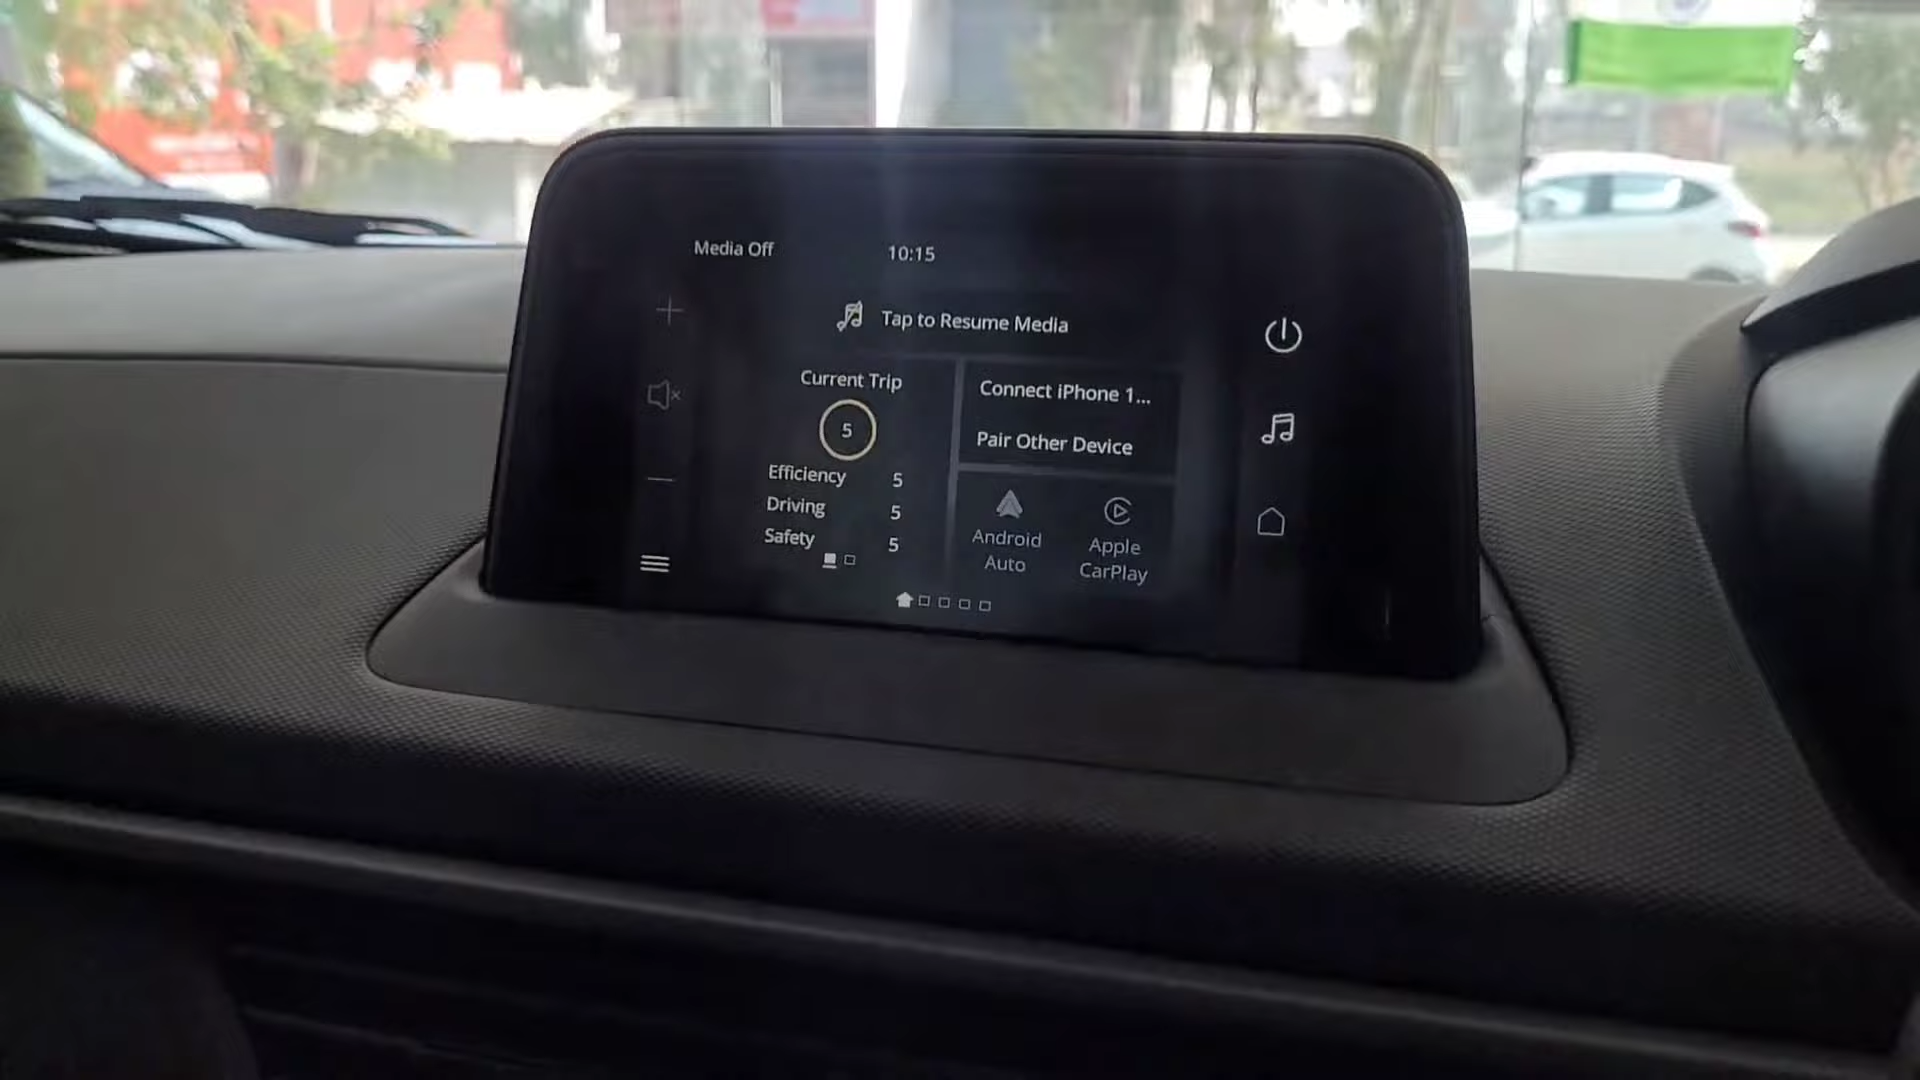 Media Off
10:15
Tap to Resume Media
Current Trip
5
Efficiency 5
Driving 5
Safety 5
Connect iPhone 1...
Pair Other Device
Android
Auto
Apple
CarPlay